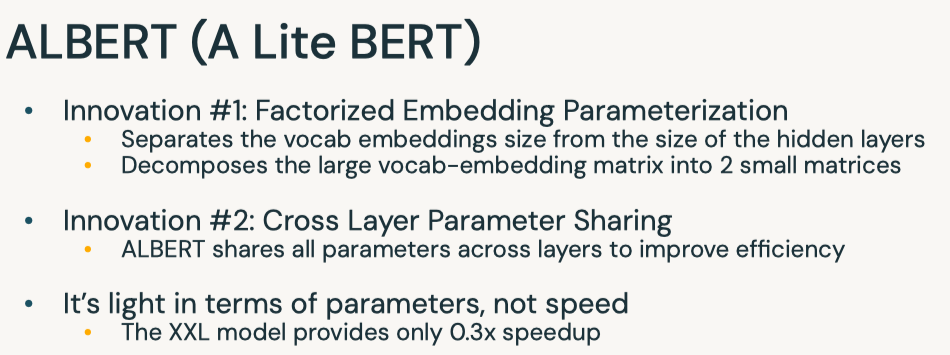 ALBERT (A Lite BERT)
• Innovation #1: Factorized Embedding Parameterization
• Separates the vocab embeddings size from the size of the hidden layers
• Decomposes the large vocab-embedding matrix into 2 small matrices
• Innovation #2: Cross Layer Parameter Sharing
• ALBERT shares all parameters across layers to improve efficiency
• It's light in terms of parameters, not speed
• The XXL model provides only 0.3x speedup